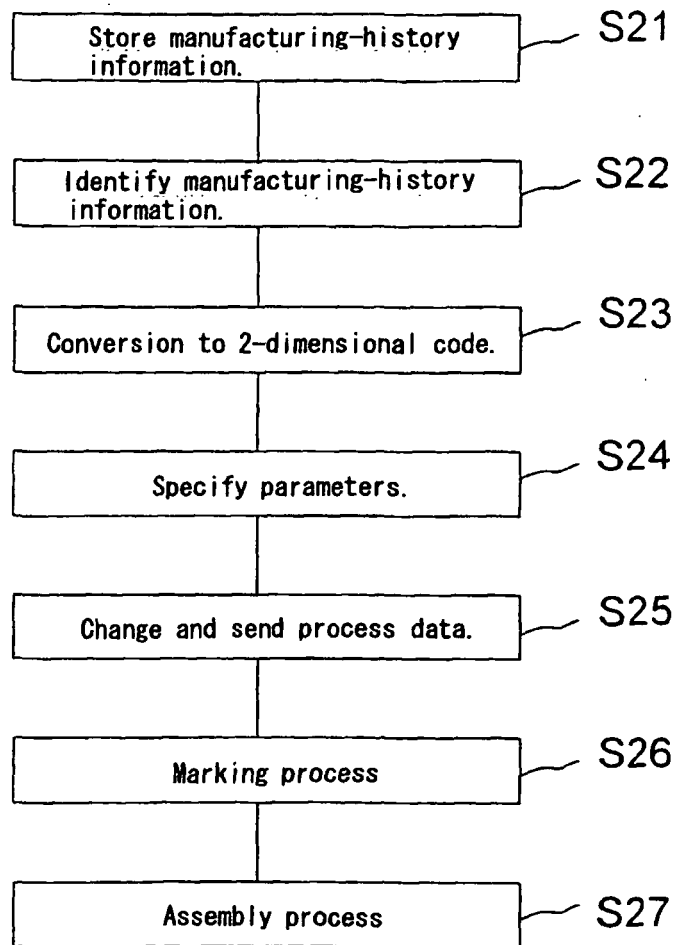 Store manufacturing-history
information.
S21
Identify manufacturing-history
information.
S22
Conversion to 2-dimensional code.
S23
Specify parameters.
S24
Change and send process data.
S25
Marking process
S26
Assembly process
S27